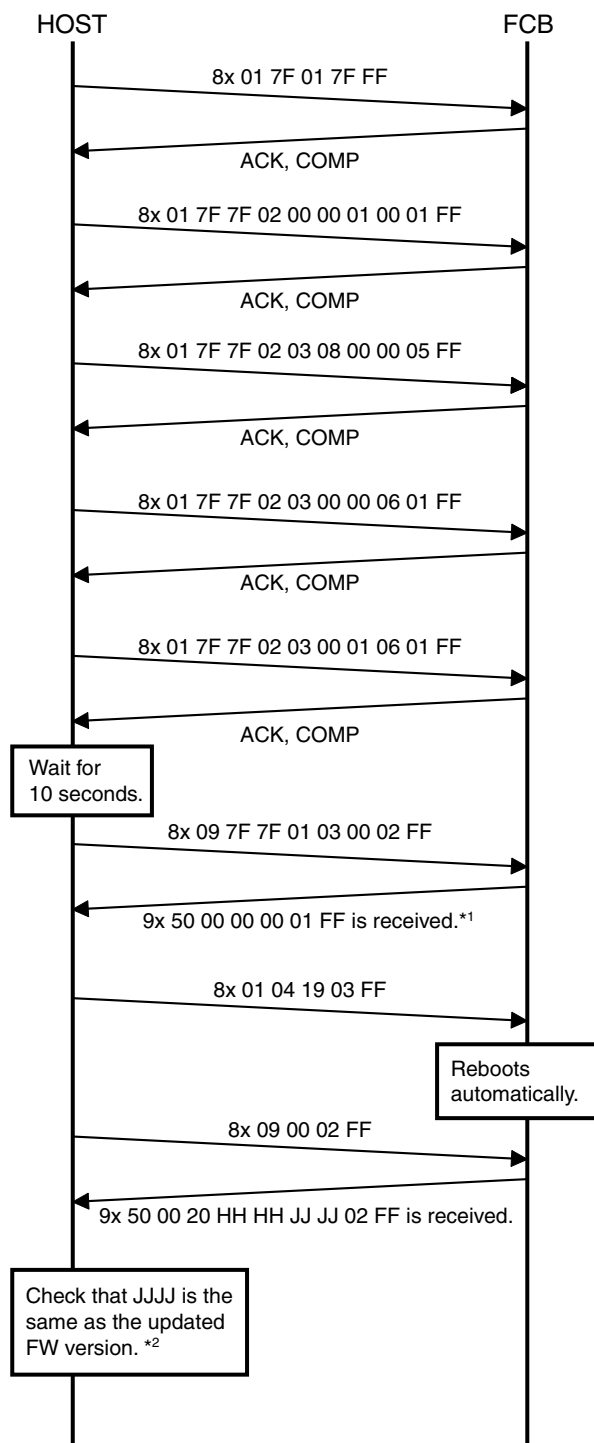 HOST FCB
8x 01 7F 01 7F FF
ACK, COMP
8x 01 7F 7F 02 00 00 01 00 01 FF
ACK, COMP
8x 01 7F 7F 02 03 08 00 00 05 FF
ACK, COMP
8x 01 7F 7F 02 03 00 00 06 01 FF
ACK, COMP
8x 01 7F 7F 02 03 00 01 06 01 FF
ACK, COMP
Wait for
10 seconds.
8x 09 7F 7F 01 03 00 02 FF
9x 50 00 00 00 01 FF is received.*1
8x 01 04 19 03 FF
Reboots
automatically.
8x 09 00 02 FF
9x 50 00 20 HH HH JJ JJ 02 FF is received.
Check that JJJJ is the
same as the updated
FW version. *2